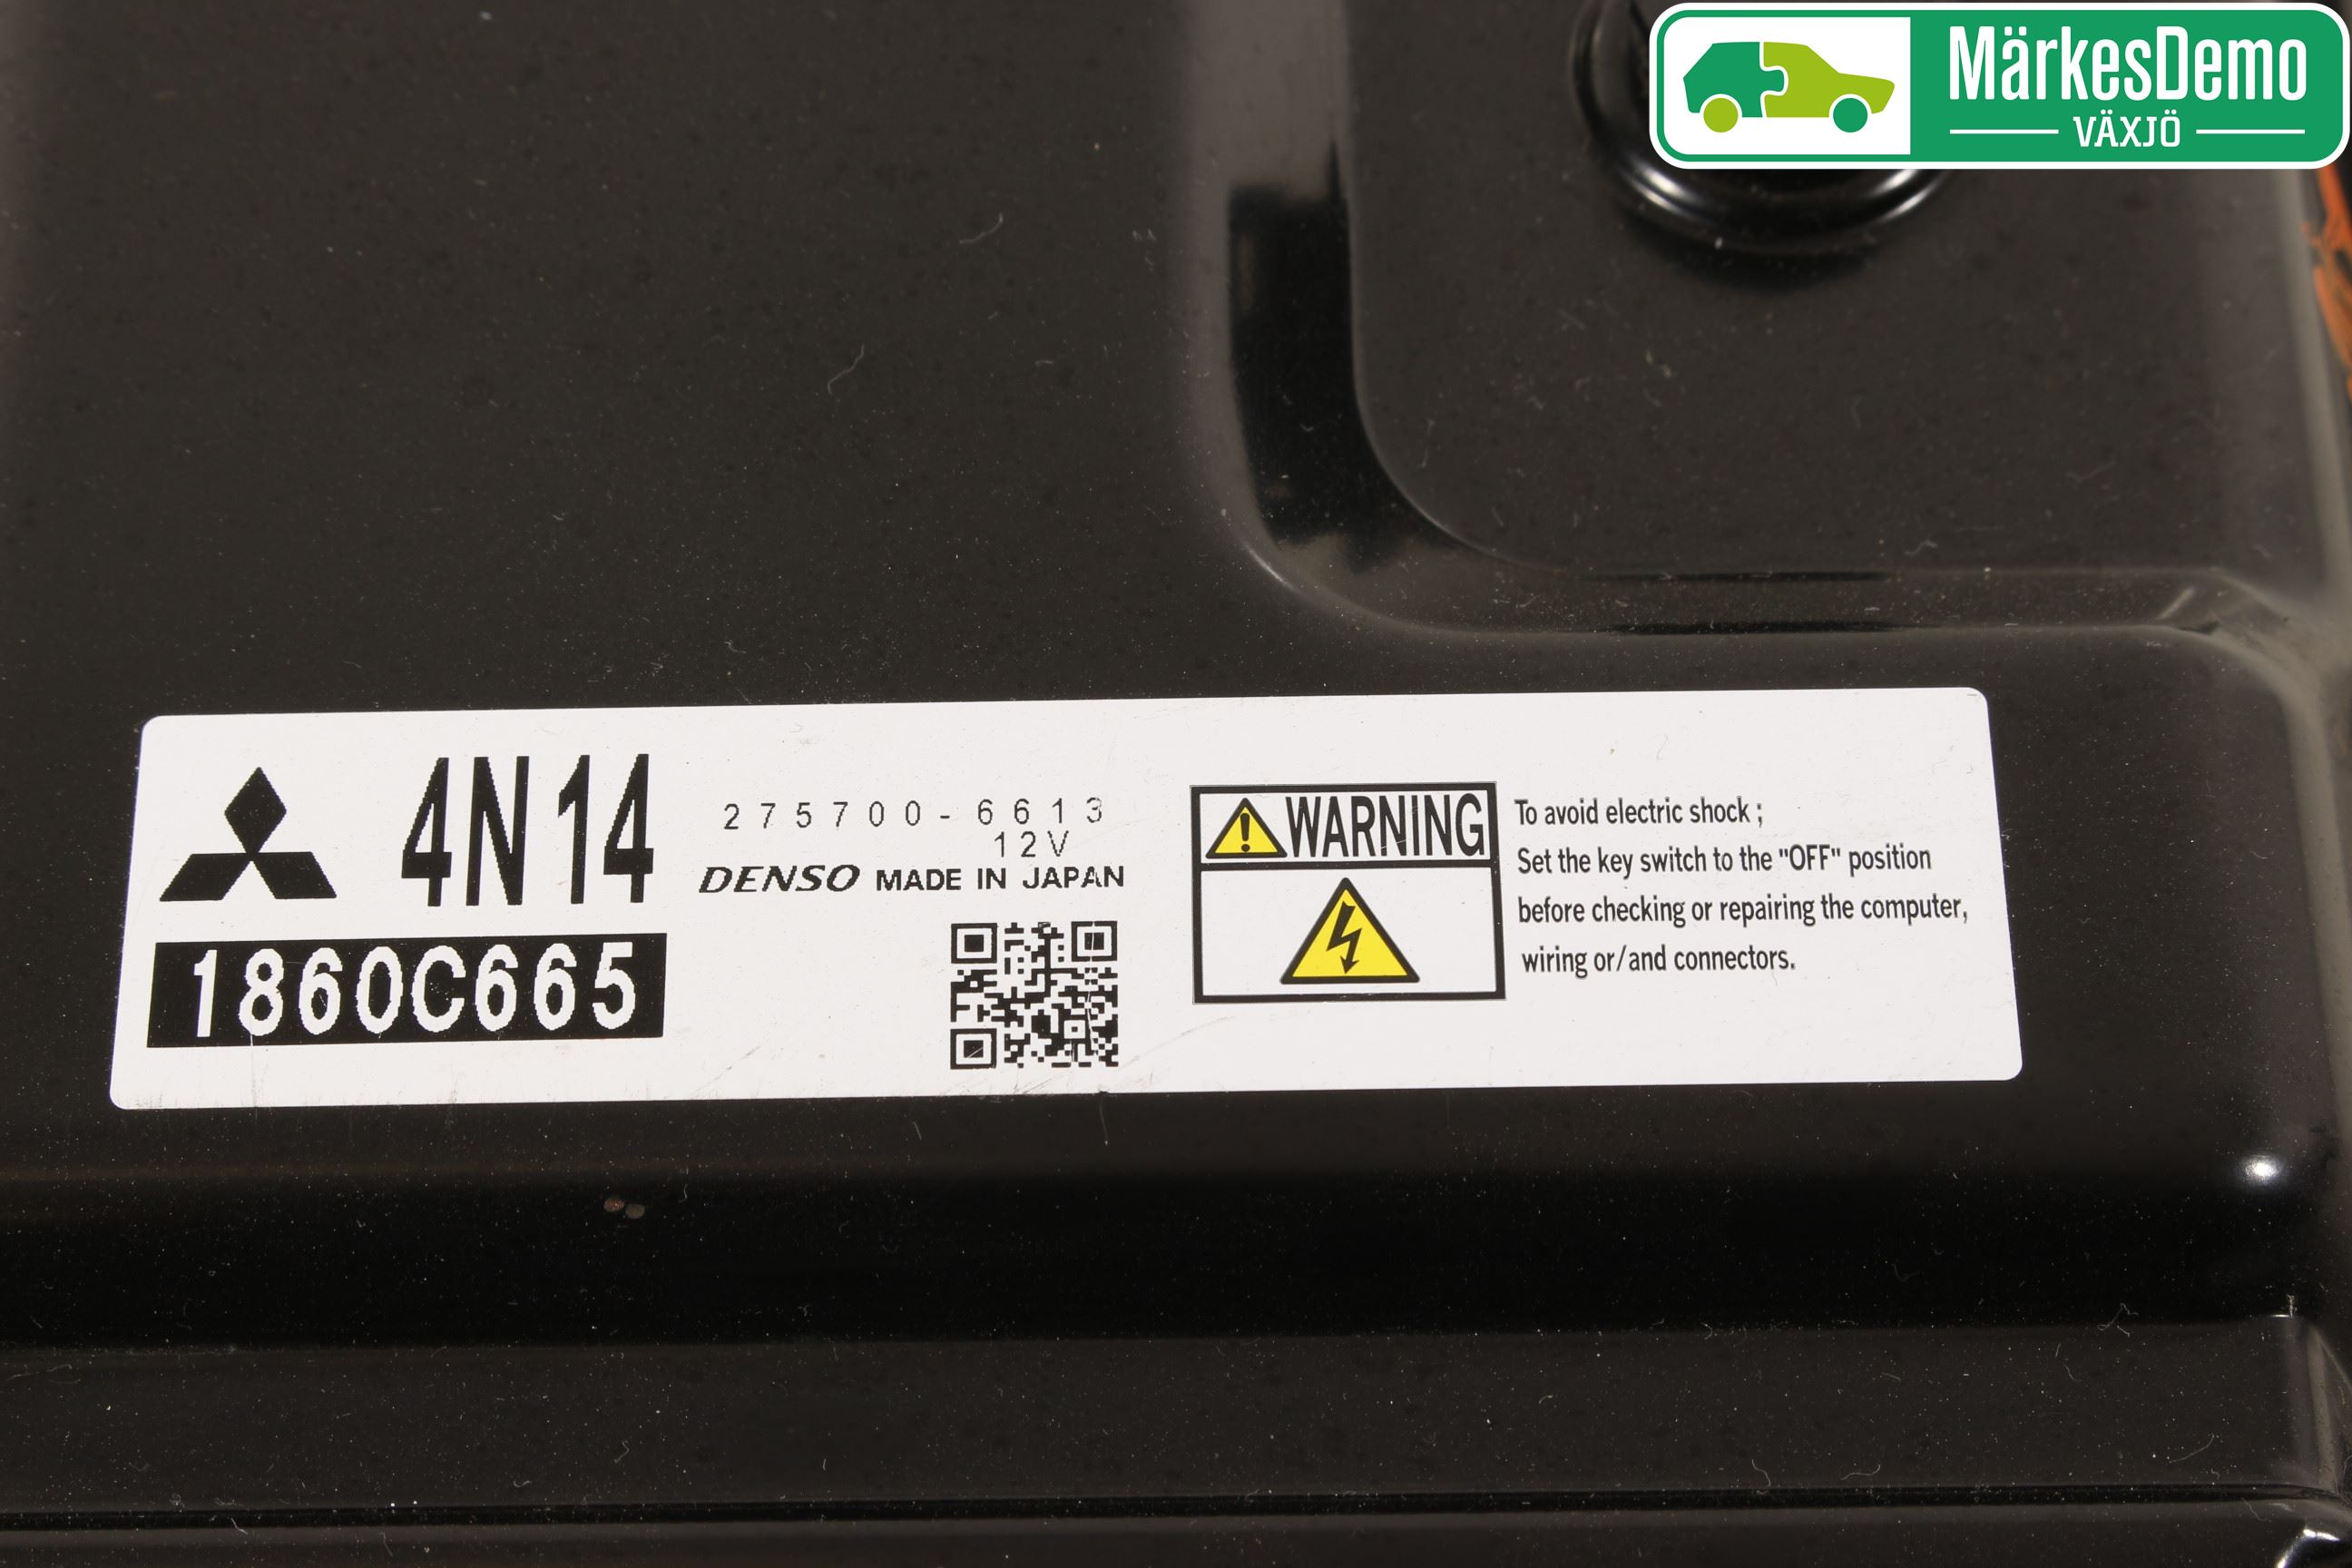 MärkesDemo
VÄXJÖ
4N14
275700-6613
12V
DENSO MADE IN JAPAN
1860C665
WARNING
To avoid electric shock ;
Set the key switch to the "OFF" position
before checking or repairing the computer,
wiring or/and connectors.